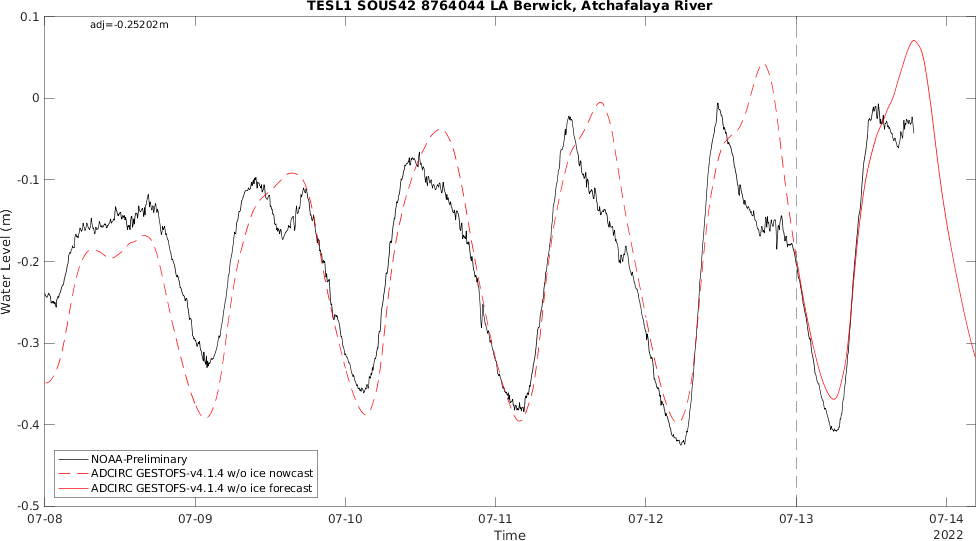 TESL1 SOUS42 8764044 LA Berwick, Atchafalaya River
adj=-0.25202m
0.1
0
-0.1
-0.2
-0.3
-0.4
-0.5
Water Level (m)
NOAA-Preliminary
ADCIRC GESTOFS-v4.1.4 w/o ice nowcast
ADCIRC GESTOFS-v4.1.4 w/o ice forecast
07-08 07-09 07-10 07-11 07-12 07-13 07-14
Time
2022